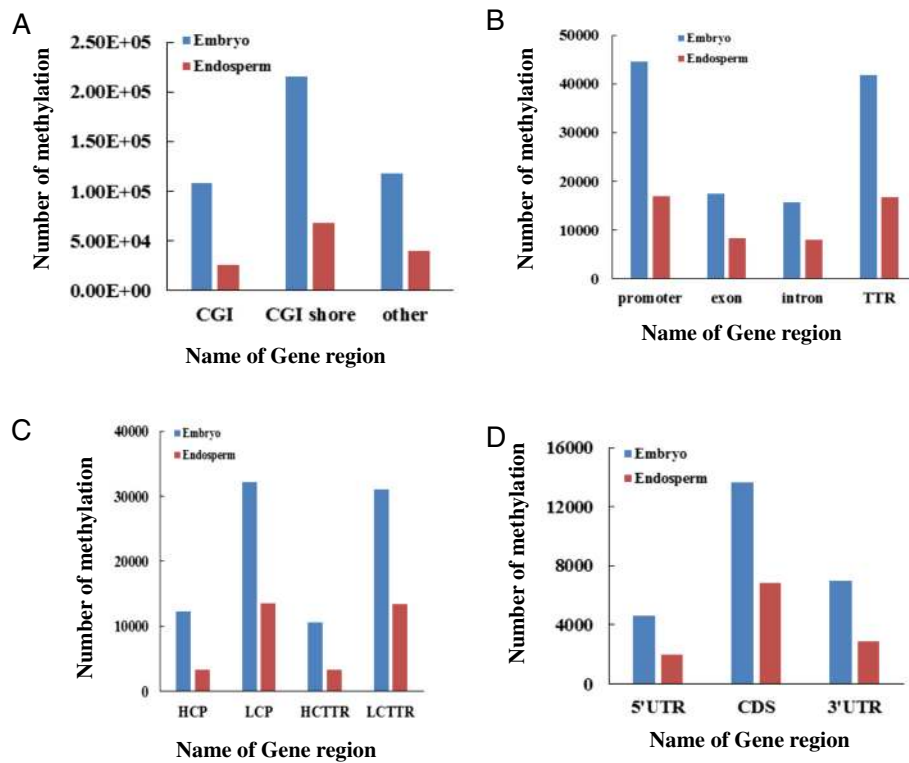 A
Number of methylation
2.50E+05
2.00E+05
1.50E+05
1.00E+05
5.00E+04
0.00E+00
Embryo
Endosperm
CGI CGI shore other
Name of Gene region
B
Number of methylation
50000
40000
30000
20000
10000
0
Embryo
Endosperm
promoter exon intron TTR
Name of Gene region
C
Number of methylation
40000
30000
20000
10000
0
Embryo
Endosperm
HCP LCP HCTTR LCTTR
Name of Gene region
D
Number of methylation
16000
12000
8000
4000
0
Embryo
Endosperm
5'UTR CDS 3'UTR
Name of Gene region